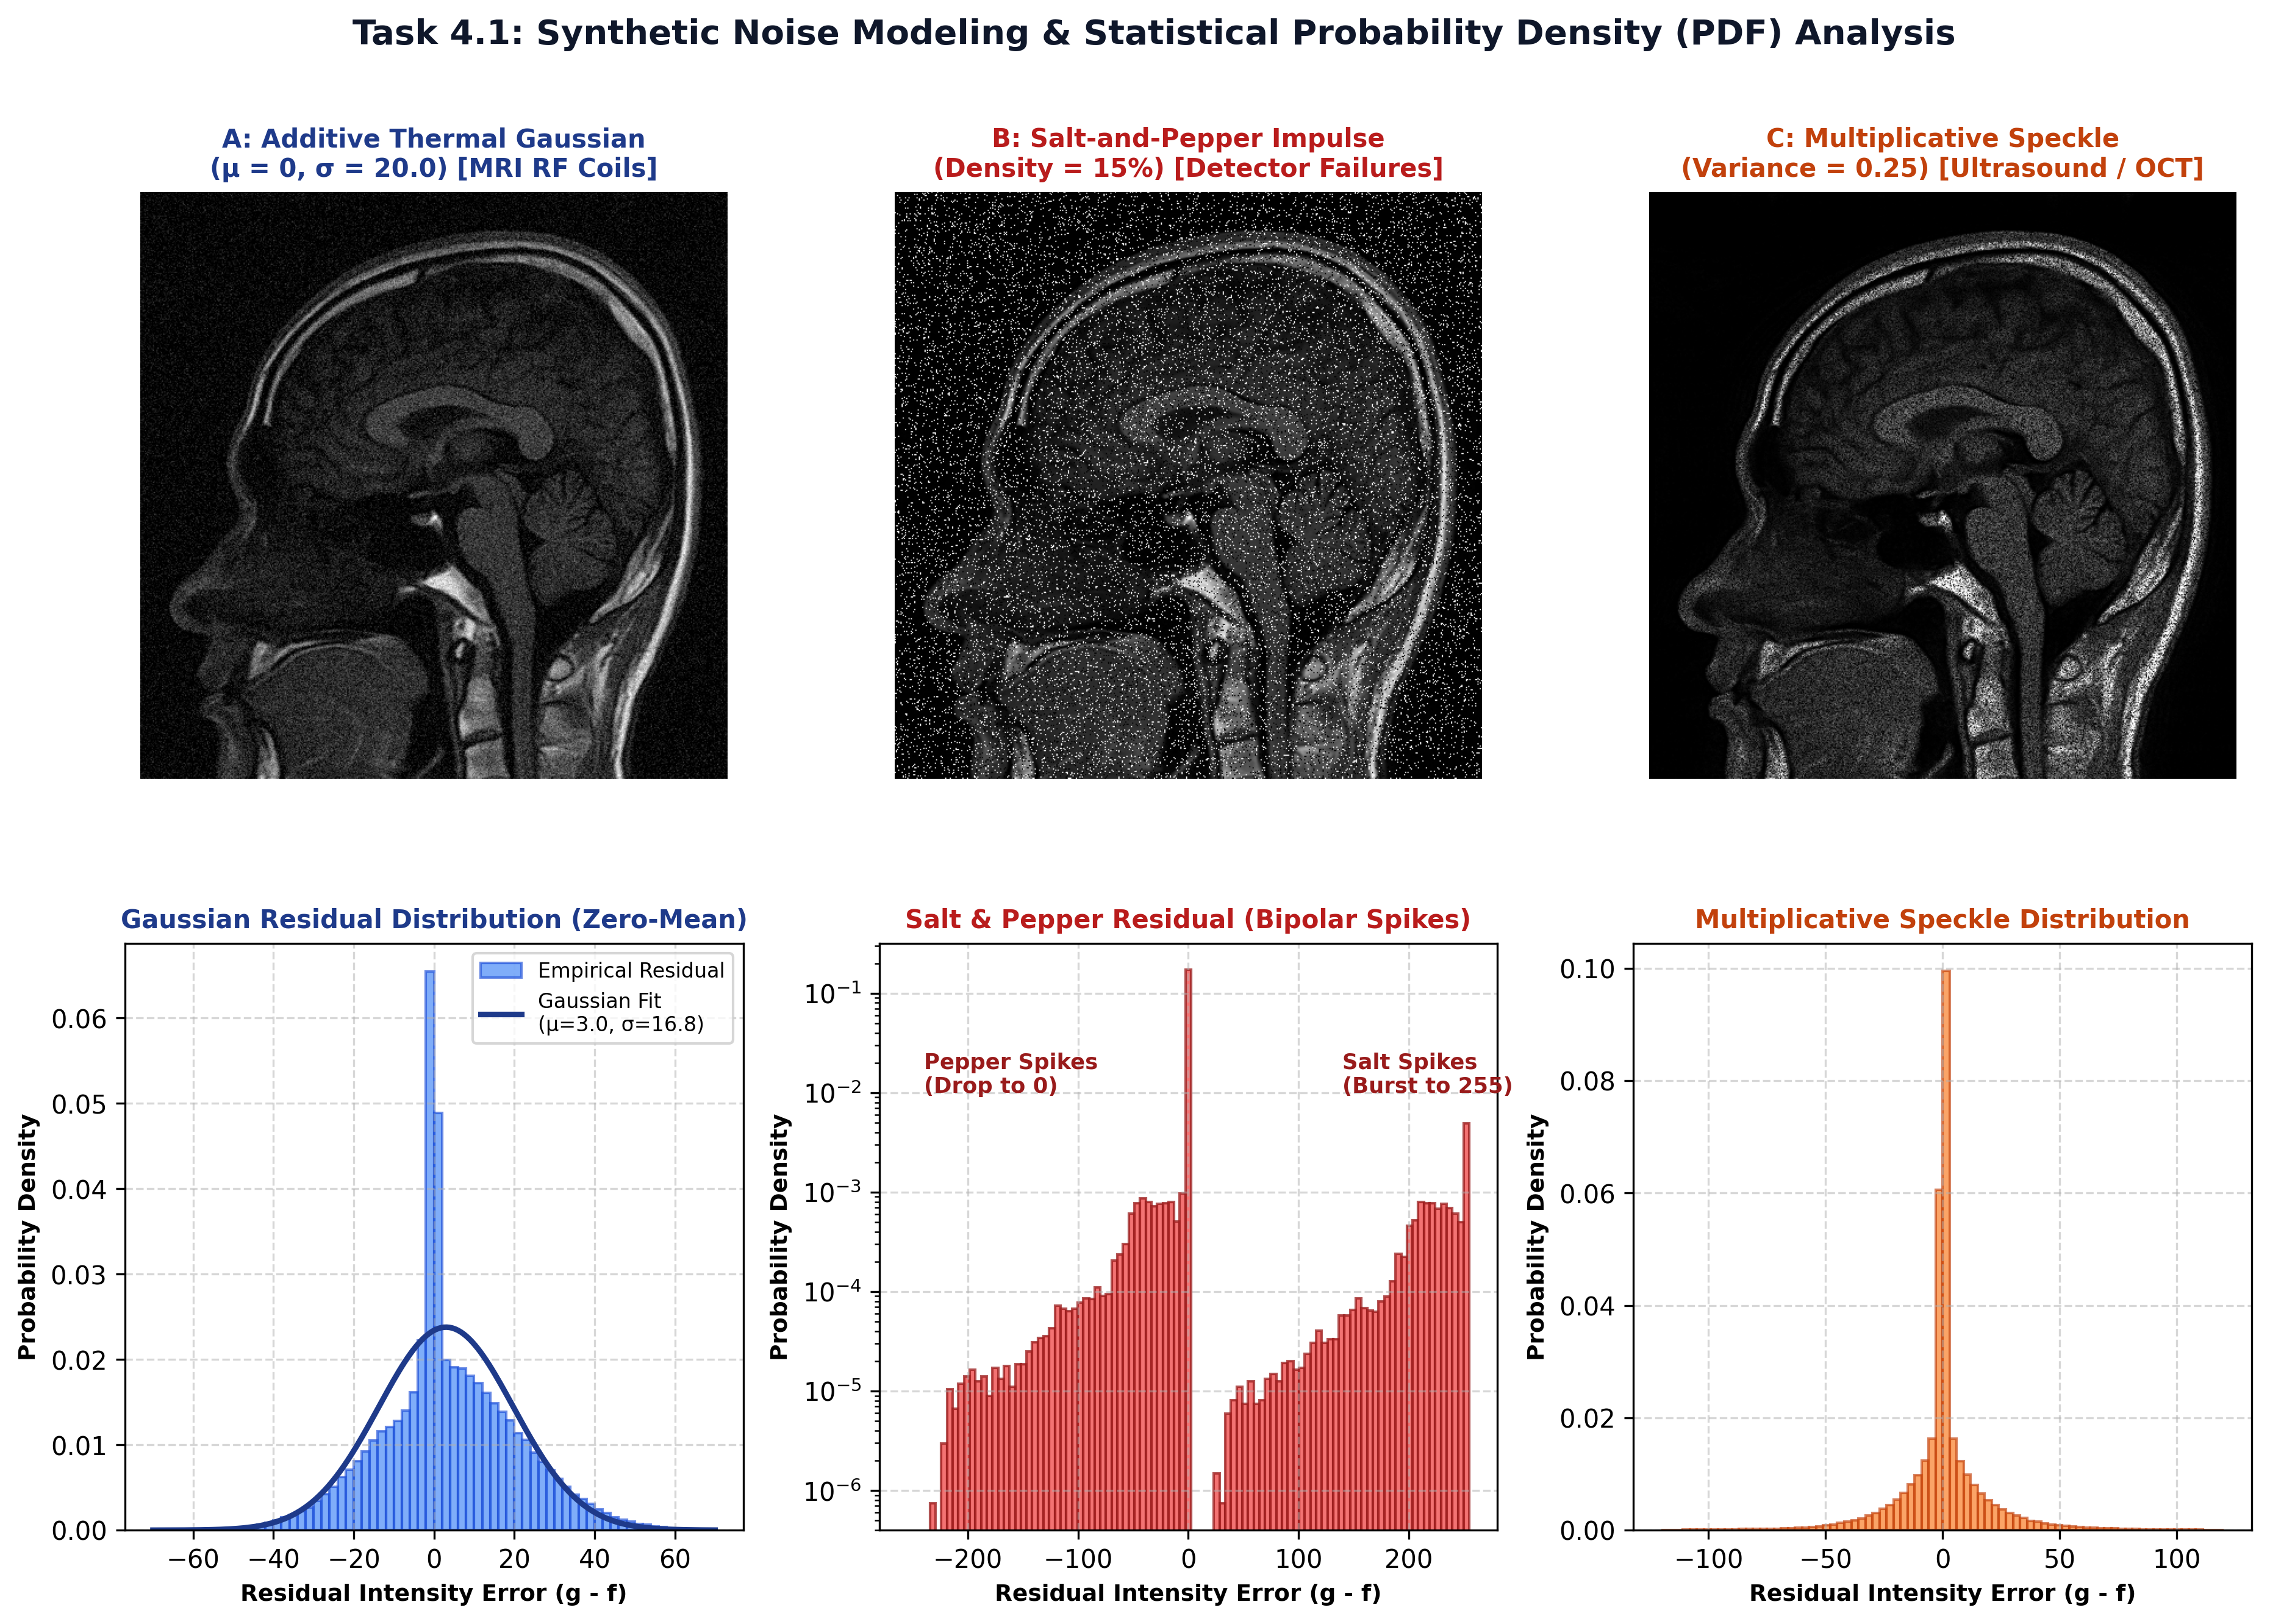 Task 4.1: Synthetic Noise Modeling & Statistical Probability Density (PDF) Analysis
A: Additive Thermal Gaussian
(μ = 0, σ = 20.0) [MRI RF Coils]
B: Salt-and-Pepper Impulse
(Density = 15%) [Detector Failures]
C: Multiplicative Speckle
(Variance = 0.25) [Ultrasound / OCT]
Gaussian Residual Distribution (Zero-Mean)
Probability Density
0.06
0.05
0.04
0.03
0.02
0.01
0.00
Empirical Residual
Gaussian Fit
(μ=3.0, σ=16.8)
−60 −40 −20 0 20 40 60
Residual Intensity Error (g - f)
Salt & Pepper Residual (Bipolar Spikes)
Probability Density
10⁻¹
10⁻²
10⁻³
10⁻⁴
10⁻⁵
10⁻⁶
Pepper Spikes
(Drop to 0)
Salt Spikes
(Burst to 255)
−200 −100 0 100 200
Residual Intensity Error (g - f)
Multiplicative Speckle Distribution
Probability Density
0.10
0.08
0.06
0.04
0.02
0.00
−100 −50 0 50 100
Residual Intensity Error (g - f)